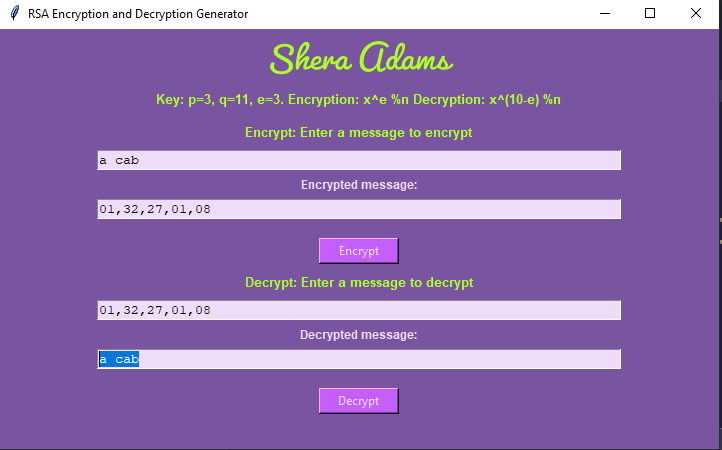 RSA Encryption and Decryption Generator
Shera Adams
Key: p=3, q=11, e=3. Encryption: x^e %n Decryption: x^(10-e) %n
Encrypt: Enter a message to encrypt
a cab
Encrypted message:
01,32,27,01,08
Encrypt
Decrypt: Enter a message to decrypt
01,32,27,01,08
Decrypted message:
a cab
Decrypt